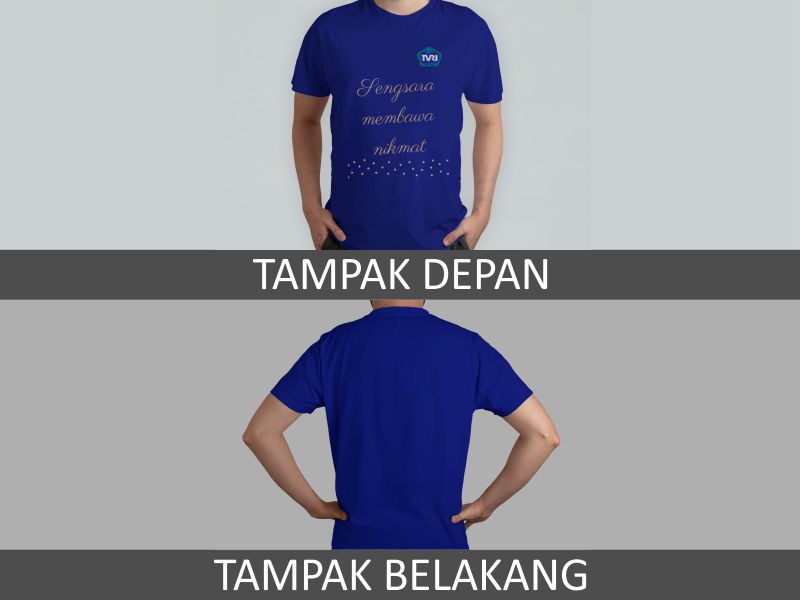 TVRI
Sengsara
membawa
nikmat
TAMPAK DEPAN
TAMPAK BELAKANG